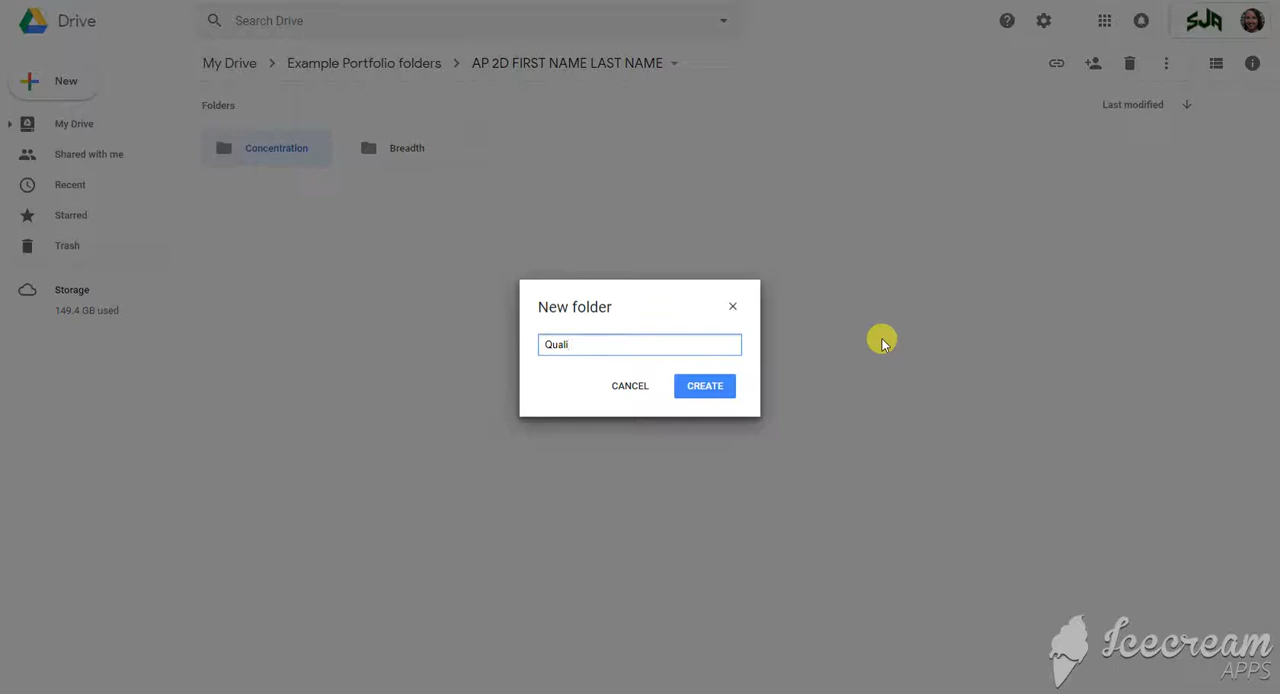 Drive
Search Drive
SJA
My Drive
Example Portfolio folders
AP 2D FIRST NAME LAST NAME
New
Folders
Last modified
My Drive
Concentration
Breadth
Shared with me
Recent
Starred
Trash
Storage
149.4 GB used
New folder
Quali
CANCEL
CREATE
Icecream
APPS